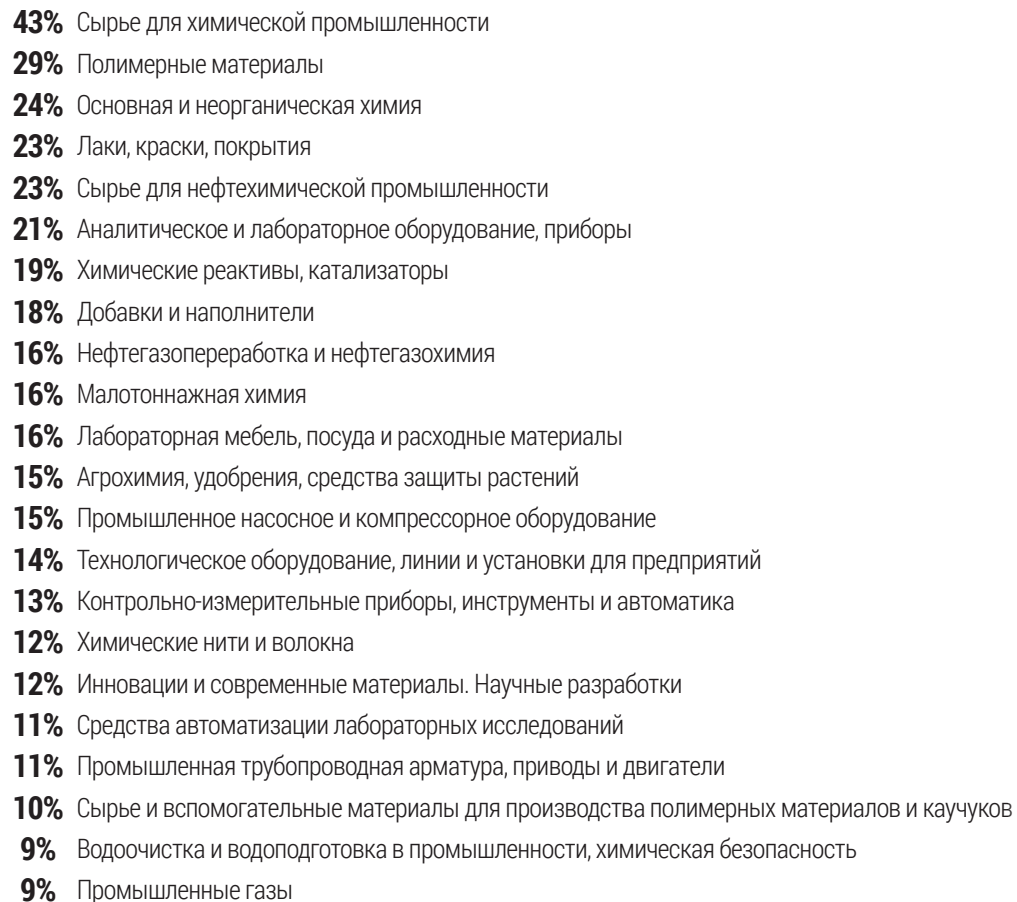 43% Сырье для химической промышленности
29% Полимерные материалы
24% Основная и неорганическая химия
23% Лаки, краски, покрытия
23% Сырье для нефтехимической промышленности
21% Аналитическое и лабораторное оборудование, приборы
19% Химические реактивы, катализаторы
18% Добавки и наполнители
16% Нефтегазопереработка и нефтегазохимия
16% Малотоннажная химия
16% Лабораторная мебель, посуда и расходные материалы
15% Агрохимия, удобрения, средства защиты растений
15% Промышленное насосное и компрессорное оборудование
14% Технологическое оборудование, линии и установки для предприятий
13% Контрольно-измерительные приборы, инструменты и автоматика
12% Химические нити и волокна
12% Инновации и современные материалы. Научные разработки
11% Средства автоматизации лабораторных исследований
11% Промышленная трубопроводная арматура, приводы и двигатели
10% Сырье и вспомогательные материалы для производства полимерных материалов и каучуков
9% Водоочистка и водоподготовка в промышленности, химическая безопасность
9% Промышленные газы